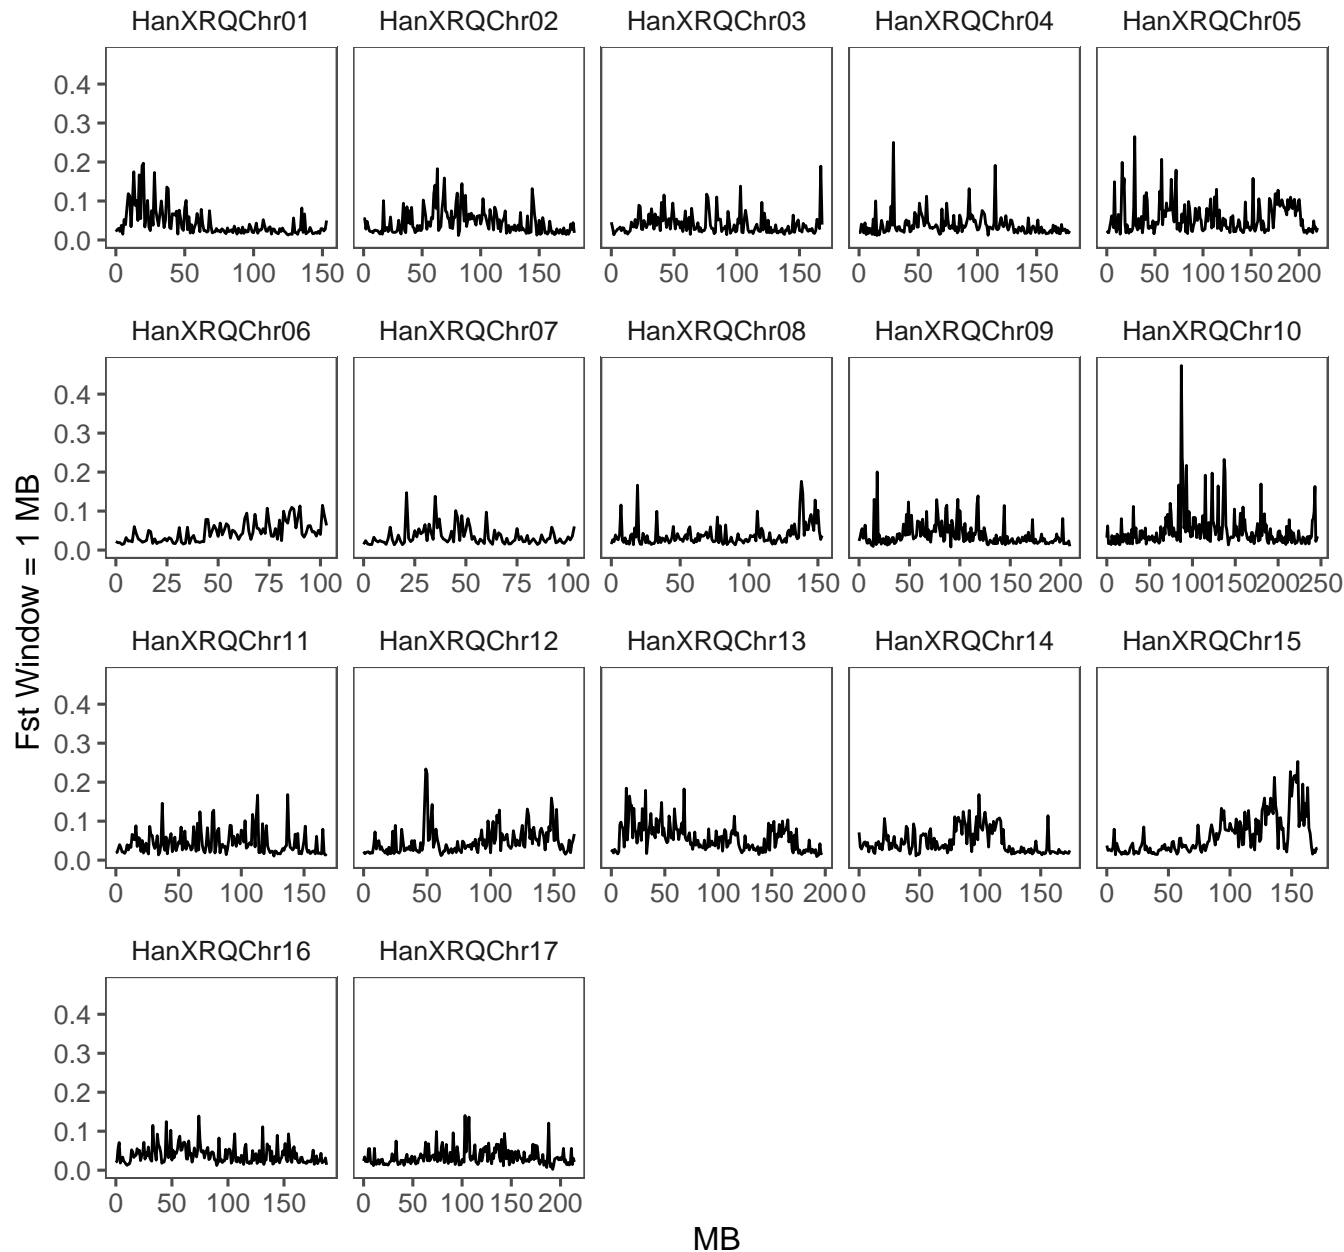 HanXRQChr01 HanXRQChr02 HanXRQChr03 HanXRQChr04 HanXRQChr05
0.4
0.3
0.2
0.1
0.0
0 50 100 150 0 50 100 150 0 50 100 150 0 50 100 150 0 50 100 150 200
HanXRQChr06 HanXRQChr07 HanXRQChr08 HanXRQChr09 HanXRQChr10
0.4
0.3
0.2
0.1
0.0
0 25 50 75 100 0 25 50 75 100 0 50 100 150 0 50 100 150 200 0 50 100 150 200 250
Fst Window = 1 MB
HanXRQChr11 HanXRQChr12 HanXRQChr13 HanXRQChr14 HanXRQChr15
0.4
0.3
0.2
0.1
0.0
0 50 100 150 0 50 100 150 0 50 100 150 200 0 50 100 150 0 50 100 150
HanXRQChr16 HanXRQChr17
0.4
0.3
0.2
0.1
0.0
0 50 100 150 0 50 100 150 200
MB